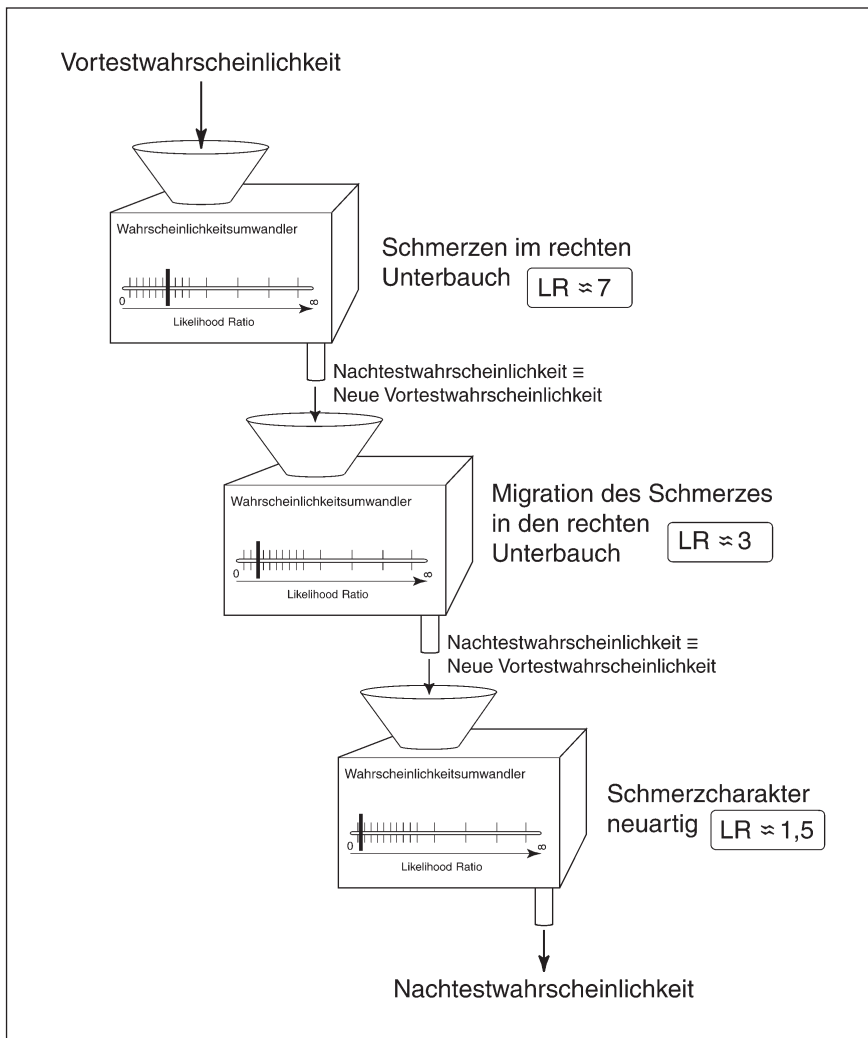 Vortestwahrscheinlichkeit
Wahrscheinlichkeitsumwandler
0
∞
Likelihood Ratio
Schmerzen im rechten
Unterbauch LR ≈ 7
Nachtestwahrscheinlichkeit ≡
Neue Vortestwahrscheinlichkeit
Wahrscheinlichkeitsumwandler
0
∞
Likelihood Ratio
Migration des Schmerzes
in den rechten
Unterbauch LR ≈ 3
Nachtestwahrscheinlichkeit ≡
Neue Vortestwahrscheinlichkeit
Wahrscheinlichkeitsumwandler
0
∞
Likelihood Ratio
Schmerzcharakter
neuartig LR ≈ 1,5
Nachtestwahrscheinlichkeit